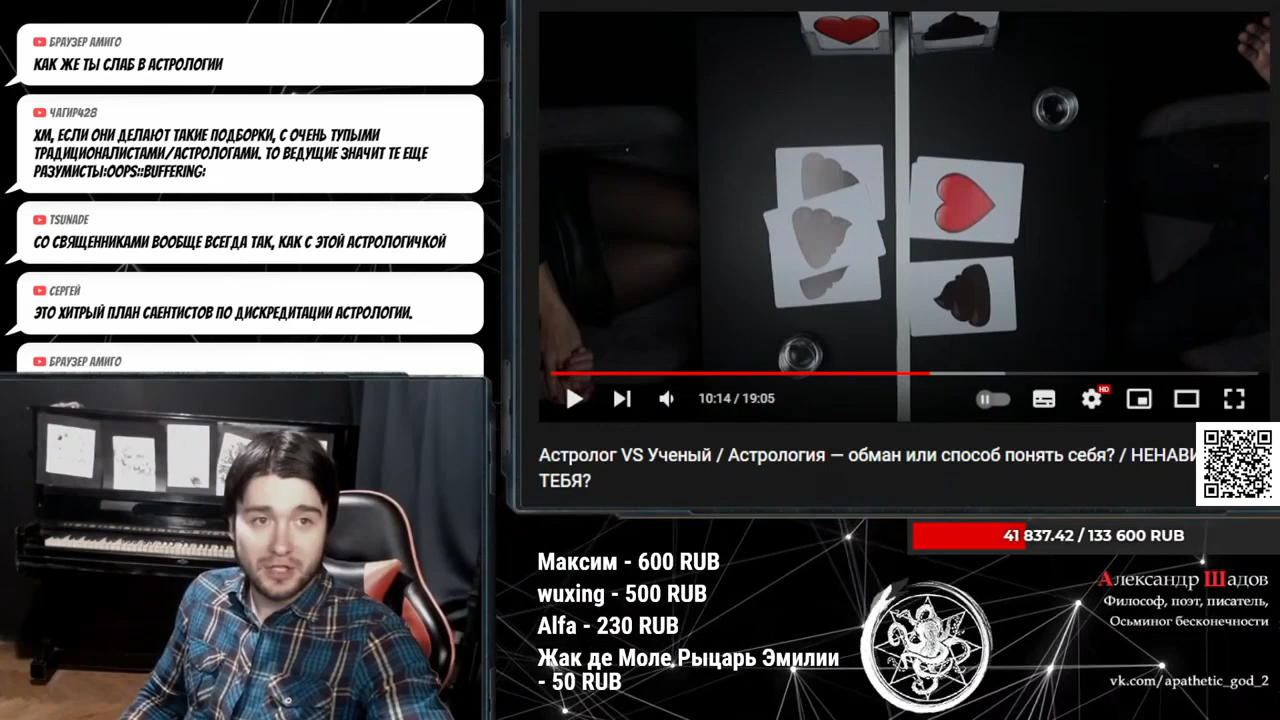 БРАУЗЕР АМИГО
КАК ЖЕ ТЫ СЛАБ В АСТРОЛОГИИ
ЧАГИР428
ХМ, ЕСЛИ ОНИ ДЕЛАЮТ ТАКИЕ ПОДБОРКИ, С ОЧЕНЬ ТУПЫМИ
ТРАДИЦИОНАЛИСТАМИ/АСТРОЛОГАМИ. ТО ВЕДУЩИЕ ЗНАЧИТ ТЕ ЕЩЕ
РАЗУМИСТЫ:OOPS::BUFFERING:
TSUNADE
СО СВЯЩЕННИКАМИ ВООБЩЕ ВСЕГДА ТАК, КАК С ЭТОЙ АСТРОЛОГИЧКОЙ
СЕРГЕЙ
ЭТО ХИТРЫЙ ПЛАН САЕНТИСТОВ ПО ДИСКРЕДИТАЦИИ АСТРОЛОГИИ.
БРАУЗЕР АМИГО
10:14 / 19:05
HD
Астролог VS Ученый / Астрология — обман или способ понять себя? / НЕНАВИ
ТЕБЯ?
41 837.42 / 133 600 RUB
Максим - 600 RUB
wuxing - 500 RUB
Alfa - 230 RUB
Жак де Моле,Рыцарь Эмилии
- 50 RUB
Александр Шадов
Философ, поэт, писатель,
Осьминог бесконечности
vk.com/apathetic_god_2